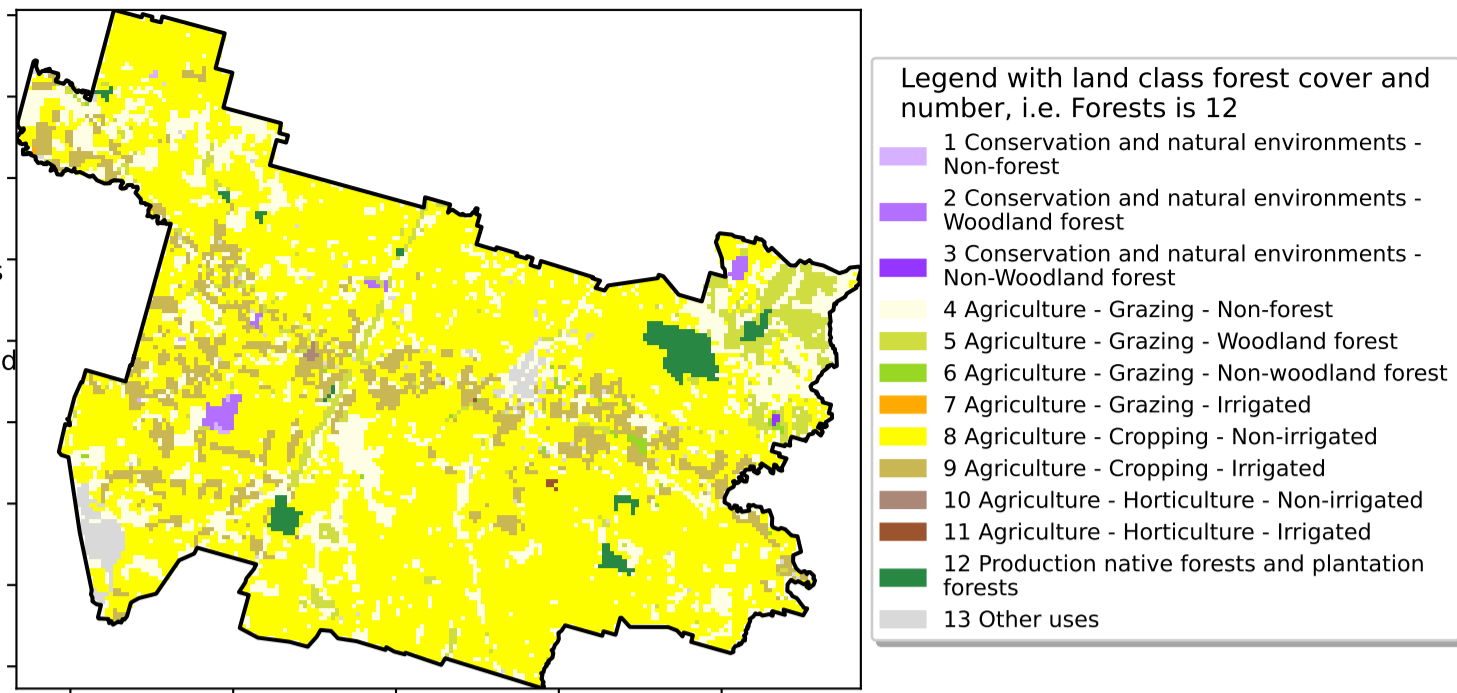 Legend with land class forest cover and
number, i.e. Forests is 12
1 Conservation and natural environments -
Non-forest
2 Conservation and natural environments -
Woodland forest
3 Conservation and natural environments -
Non-Woodland forest
4 Agriculture - Grazing - Non-forest
5 Agriculture - Grazing - Woodland forest
6 Agriculture - Grazing - Non-woodland forest
7 Agriculture - Grazing - Irrigated
8 Agriculture - Cropping - Non-irrigated
9 Agriculture - Cropping - Irrigated
10 Agriculture - Horticulture - Non-irrigated
11 Agriculture - Horticulture - Irrigated
12 Production native forests and plantation
forests
13 Other uses